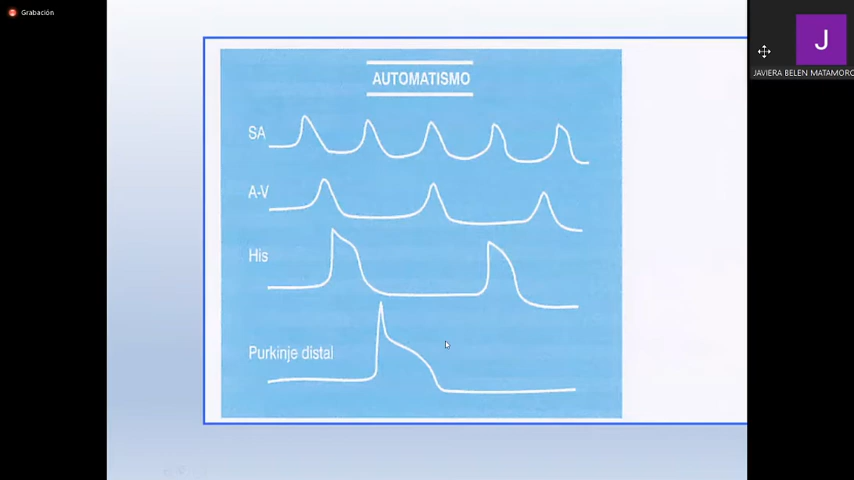 Grabación
AUTOMATISMO
SA
A-V
His
Purkinje distal
J
JAVIERA BELEN MATAMORO